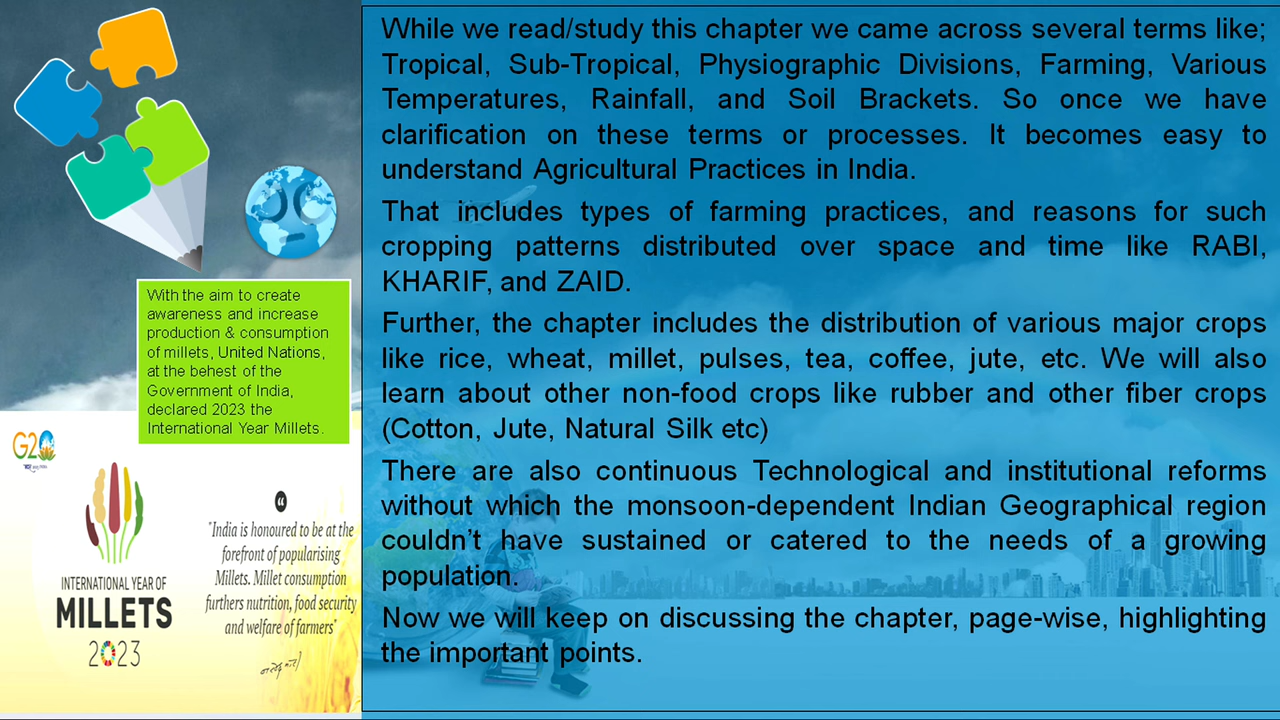 While we read/study this chapter we came across several terms like;
Tropical, Sub-Tropical, Physiographic Divisions, Farming, Various
Temperatures, Rainfall, and Soil Brackets. So once we have
clarification on these terms or processes. It becomes easy to
understand Agricultural Practices in India.
That includes types of farming practices, and reasons for such
cropping patterns distributed over space and time like RABI,
KHARIF, and ZAID.
Further, the chapter includes the distribution of various major crops
like rice, wheat, millet, pulses, tea, coffee, jute, etc. We will also
learn about other non-food crops like rubber and other fiber crops
(Cotton, Jute, Natural Silk etc)
There are also continuous Technological and institutional reforms
without which the monsoon-dependent Indian Geographical region
couldn't have sustained or catered to the needs of a growing
population.
Now we will keep on discussing the chapter, page-wise, highlighting
the important points.
With the aim to create
awareness and increase
production & consumption
of millets, United Nations,
at the behest of the
Government of India,
declared 2023 the
International Year Millets.
G20
INTERNATIONAL YEAR OF
MILLETS
2023
"India is honoured to be at the
forefront of popularising
Millets. Millet consumption
furthers nutrition, food security
and welfare of farmers"